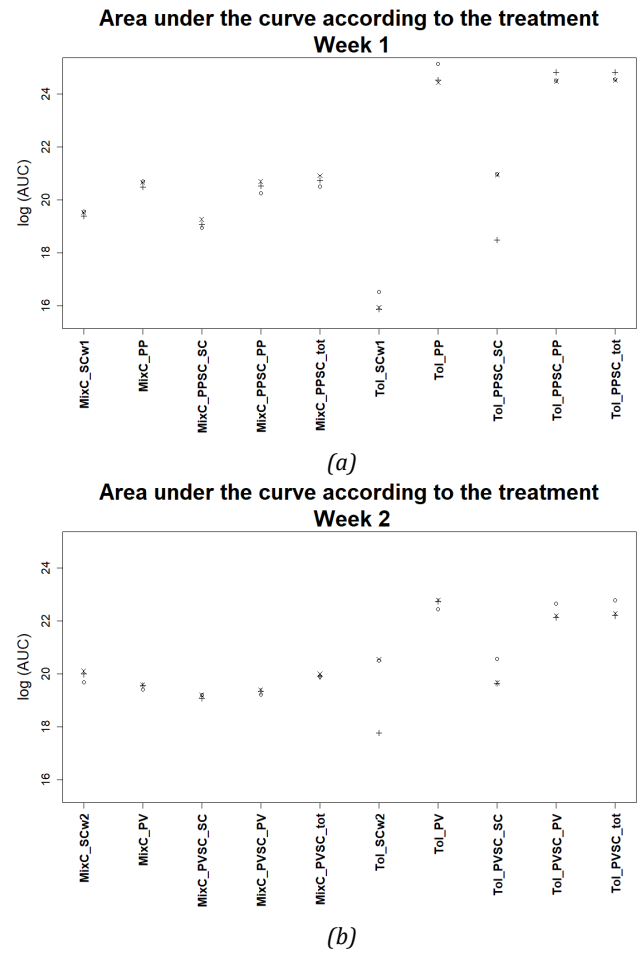 Area under the curve according to the treatment
Week 1
log (AUC)
24
22
20
18
16
MixC_SCw1
MixC_PP
MixC_PPSC_SC
MixC_PPSC_PP
MixC_PPSC_tot
Tol_SCw1
Tol_PP
Tol_PPSC_SC
Tol_PPSC_PP
Tol_PPSC_tot
(a)
Area under the curve according to the treatment
Week 2
log (AUC)
24
22
20
18
16
MixC_SCw2
MixC_PV
MixC_PVSC_SC
MixC_PVSC_PV
MixC_PVSC_tot
Tol_SCw2
Tol_PV
Tol_PVSC_SC
Tol_PVSC_PV
Tol_PVSC_tot
(b)